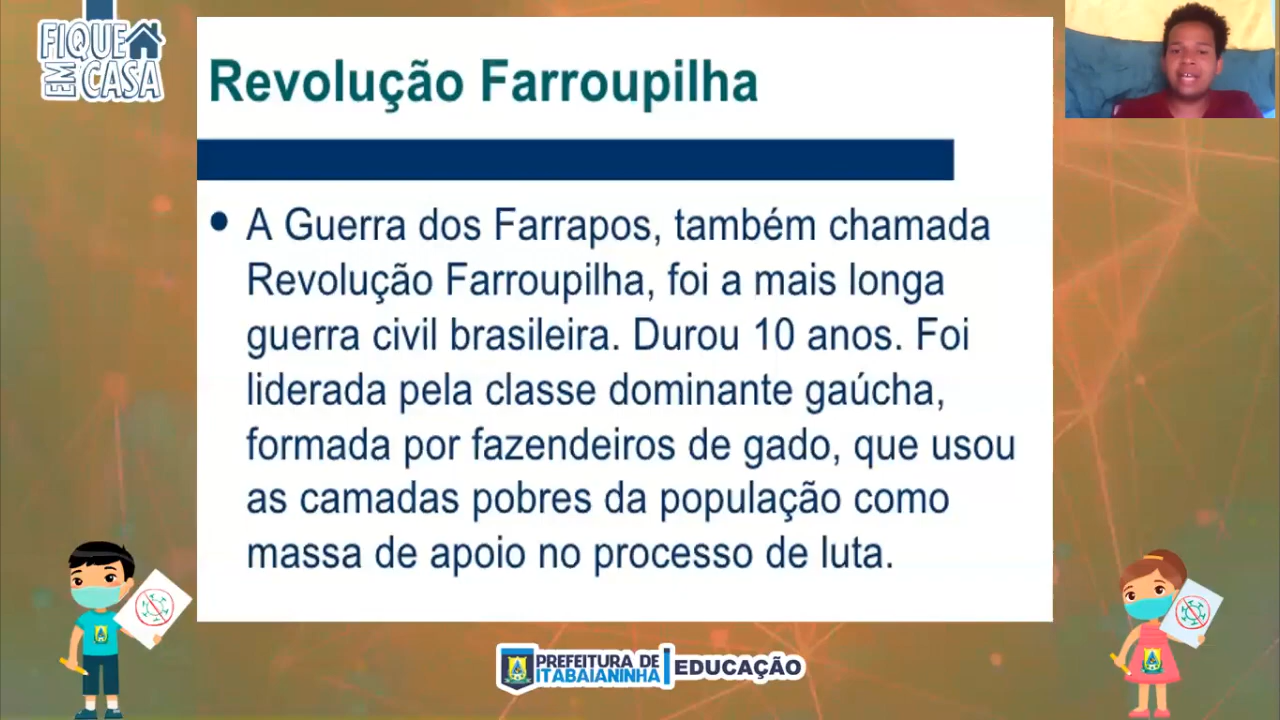 FIQUE
EM CASA
Revolução Farroupilha
• A Guerra dos Farrapos, também chamada
Revolução Farroupilha, foi a mais longa
guerra civil brasileira. Durou 10 anos. Foi
liderada pela classe dominante gaúcha,
formada por fazendeiros de gado, que usou
as camadas pobres da população como
massa de apoio no processo de luta.
PREFEITURA DE
ITABAIANINHA
EDUCAÇÃO